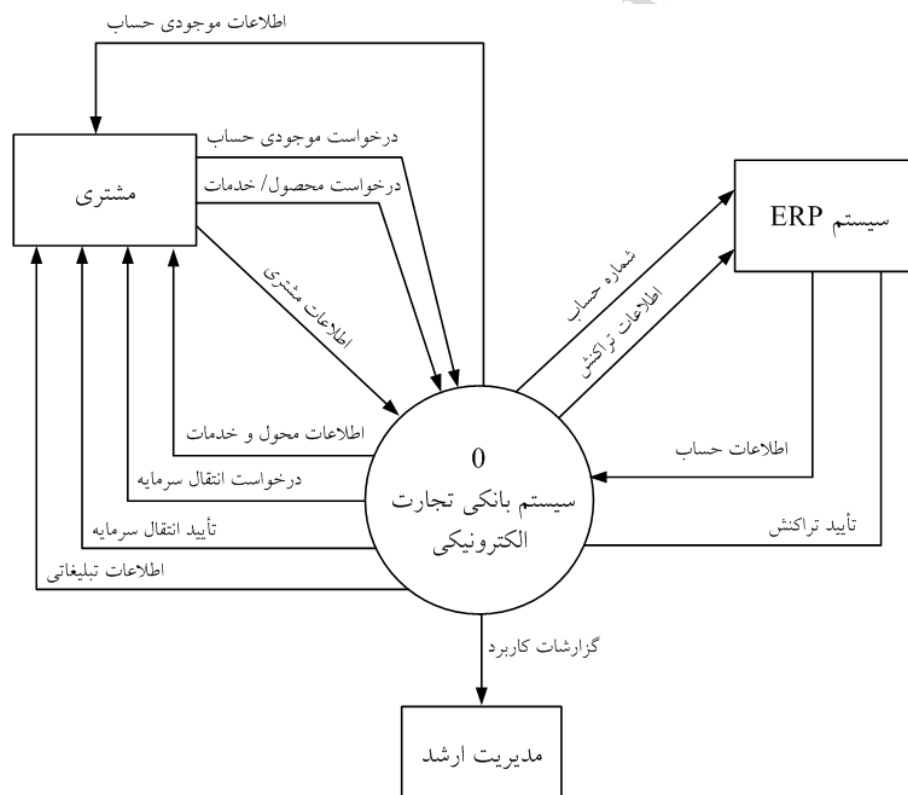 اطلاعات موجودی حساب
درخواست موجودی حساب
مشتری
درخواست محصول/ خدمات
سیستم ERP
شماره حساب
اطلاعات مشتری
اطلاعات تراکنش
اطلاعات محول و خدمات
اطلاعات حساب
0
درخواست انتقال سرمایه
سیستم بانکی تجارت
الکترونیکی
تأیید انتقال سرمایه
تأیید تراکنش
اطلاعات تبلیغاتی
گزارشات کاربرد
مدیریت ارشد